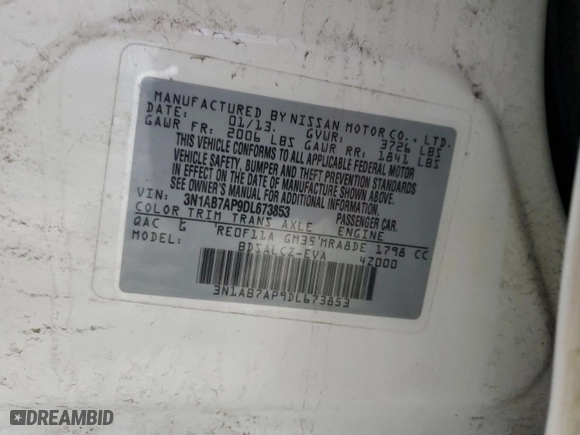 MANUFACTURED BY NISSAN MOTOR CO., LTD.
DATE: 01/13. GVWR: 3726 LBS
GAWR FR: 2006 LBS GAWR RR: 1841 LBS
THIS VEHICLE CONFORMS TO ALL APPLICABLE FEDERAL MOTOR
VEHICLE SAFETY, BUMPER AND THEFT PREVENTION STANDARDS
IN EFFECT ON THE DATE OF MANUFACTURE SHOWN ABOVE.
SEE OWNER'S MANUAL FOR ADDITIONAL INFORMATION.
VIN: 3N1AB7AP9DL673853 PASSENGER CAR.
COLOR TRIM TRANS AXLE ENGINE
QAC G RE0F11A GM35 MRA8DE 1798 CC
MODEL: BDSALCZ-EVA 4Z000
3N1AB7AP9DL673853
DREAMBID